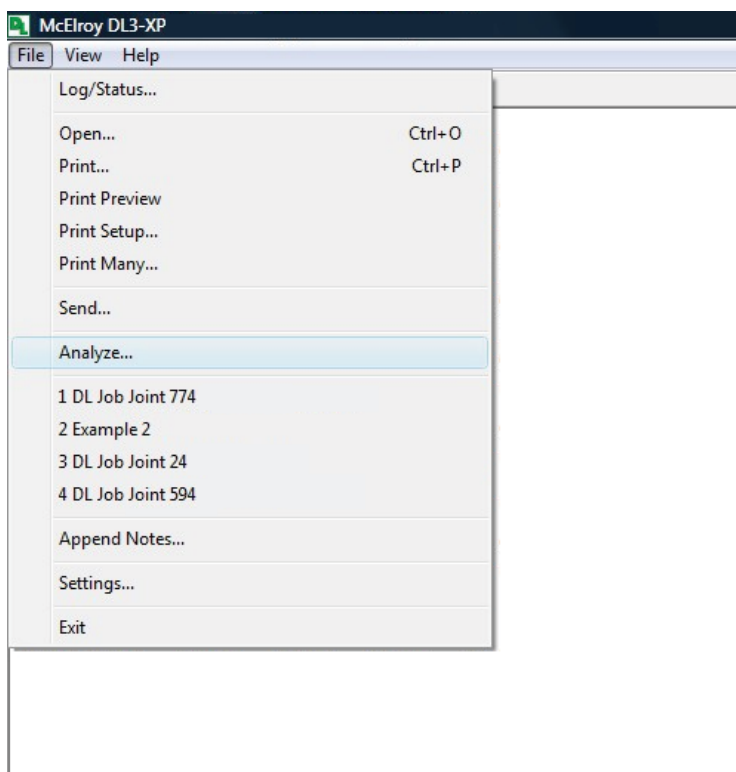 McElroy DL3-XP
File View Help
Log/Status...
Open... Ctrl+O
Print... Ctrl+P
Print Preview
Print Setup...
Print Many...
Send...
Analyze...
1 DL Job Joint 774
2 Example 2
3 DL Job Joint 24
4 DL Job Joint 594
Append Notes...
Settings...
Exit